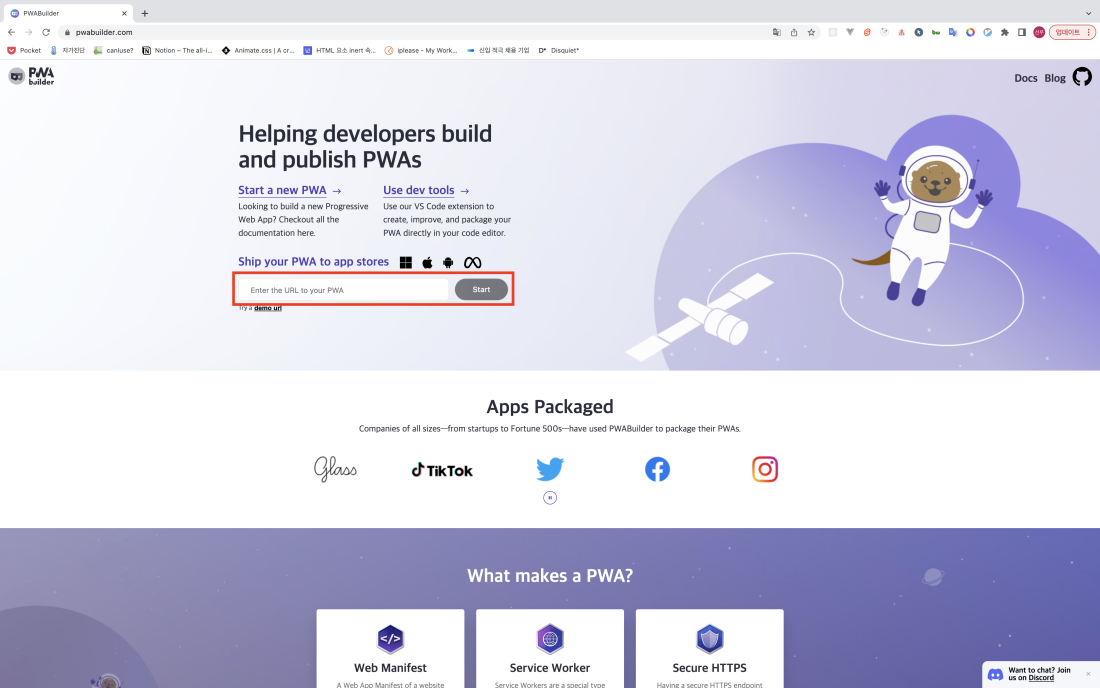 PWABuilder
pwabuilder.com
업데이트
Pocket
자가진단
caniuse?
Notion – The all-i...
Animate.css | A cr...
HTML 요소 inert 속...
iplease - My Work...
신입 적극 채용 기업
D* Disquiet*
PWA
builder
Docs Blog
Helping developers build
and publish PWAs
Start a new PWA →
Looking to build a new Progressive
Web App? Checkout all the
documentation here.
Use dev tools →
Use our VS Code extension to
create, improve, and package your
PWA directly in your code editor.
Ship your PWA to app stores
Enter the URL to your PWA
Start
Try a demo url
Apps Packaged
Companies of all sizes—from startups to Fortune 500s—have used PWABuilder to package their PWAs.
Glass
TikTok
What makes a PWA?
Web Manifest
A Web App Manifest of a website
Service Worker
Service Workers are a special type
Secure HTTPS
Having a secure HTTPS endpoint
Want to chat? Join
us on Discord